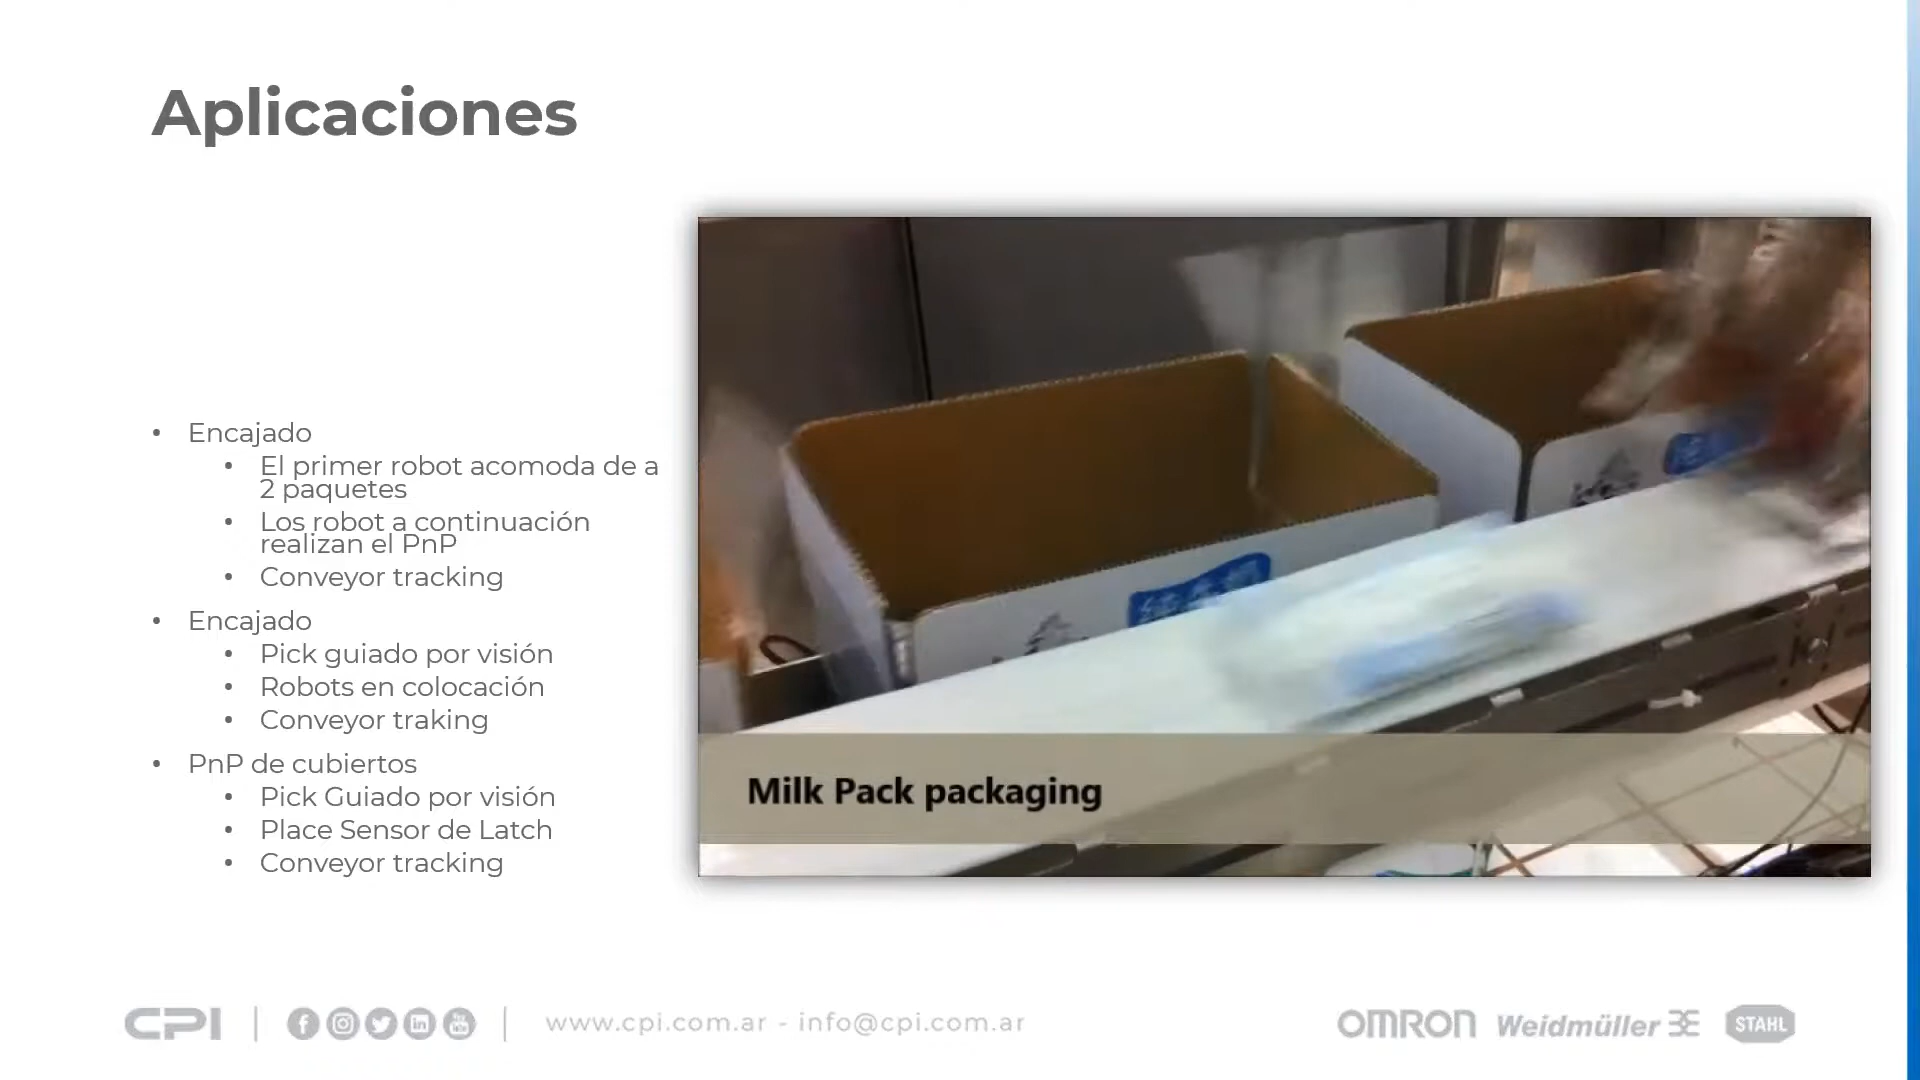 Aplicaciones
• Encajado
• El primer robot acomoda de a
2 paquetes
• Los robot a continuación
realizan el PnP
• Conveyor tracking
• Encajado
• Pick guiado por visión
• Robots en colocación
• Conveyor traking
• PnP de cubiertos
• Pick Guiado por visión
• Place Sensor de Latch
• Conveyor tracking
Milk Pack packaging
CPI
www.cpi.com.ar - info@cpi.com.ar
OMRON Weidmüller STAHL